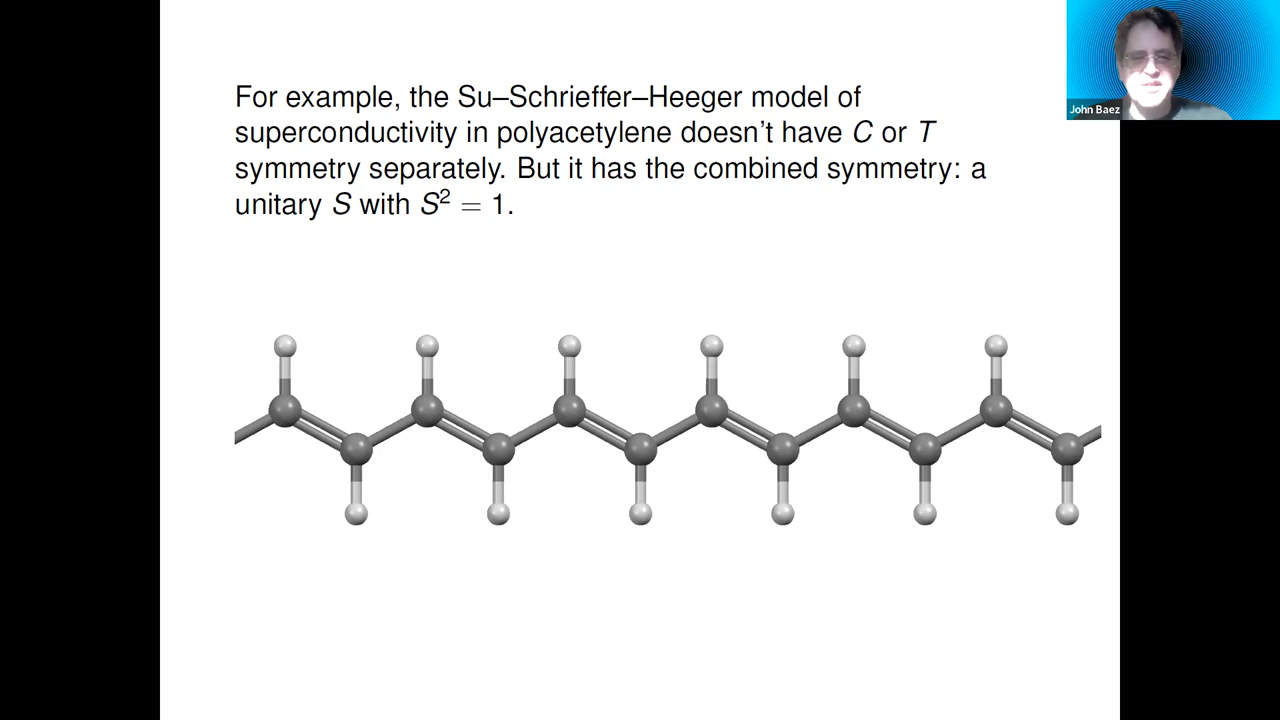 For example, the Su–Schrieffer–Heeger model of
superconductivity in polyacetylene doesn't have C or T
symmetry separately. But it has the combined symmetry: a
unitary S with S² = 1.
John Baez